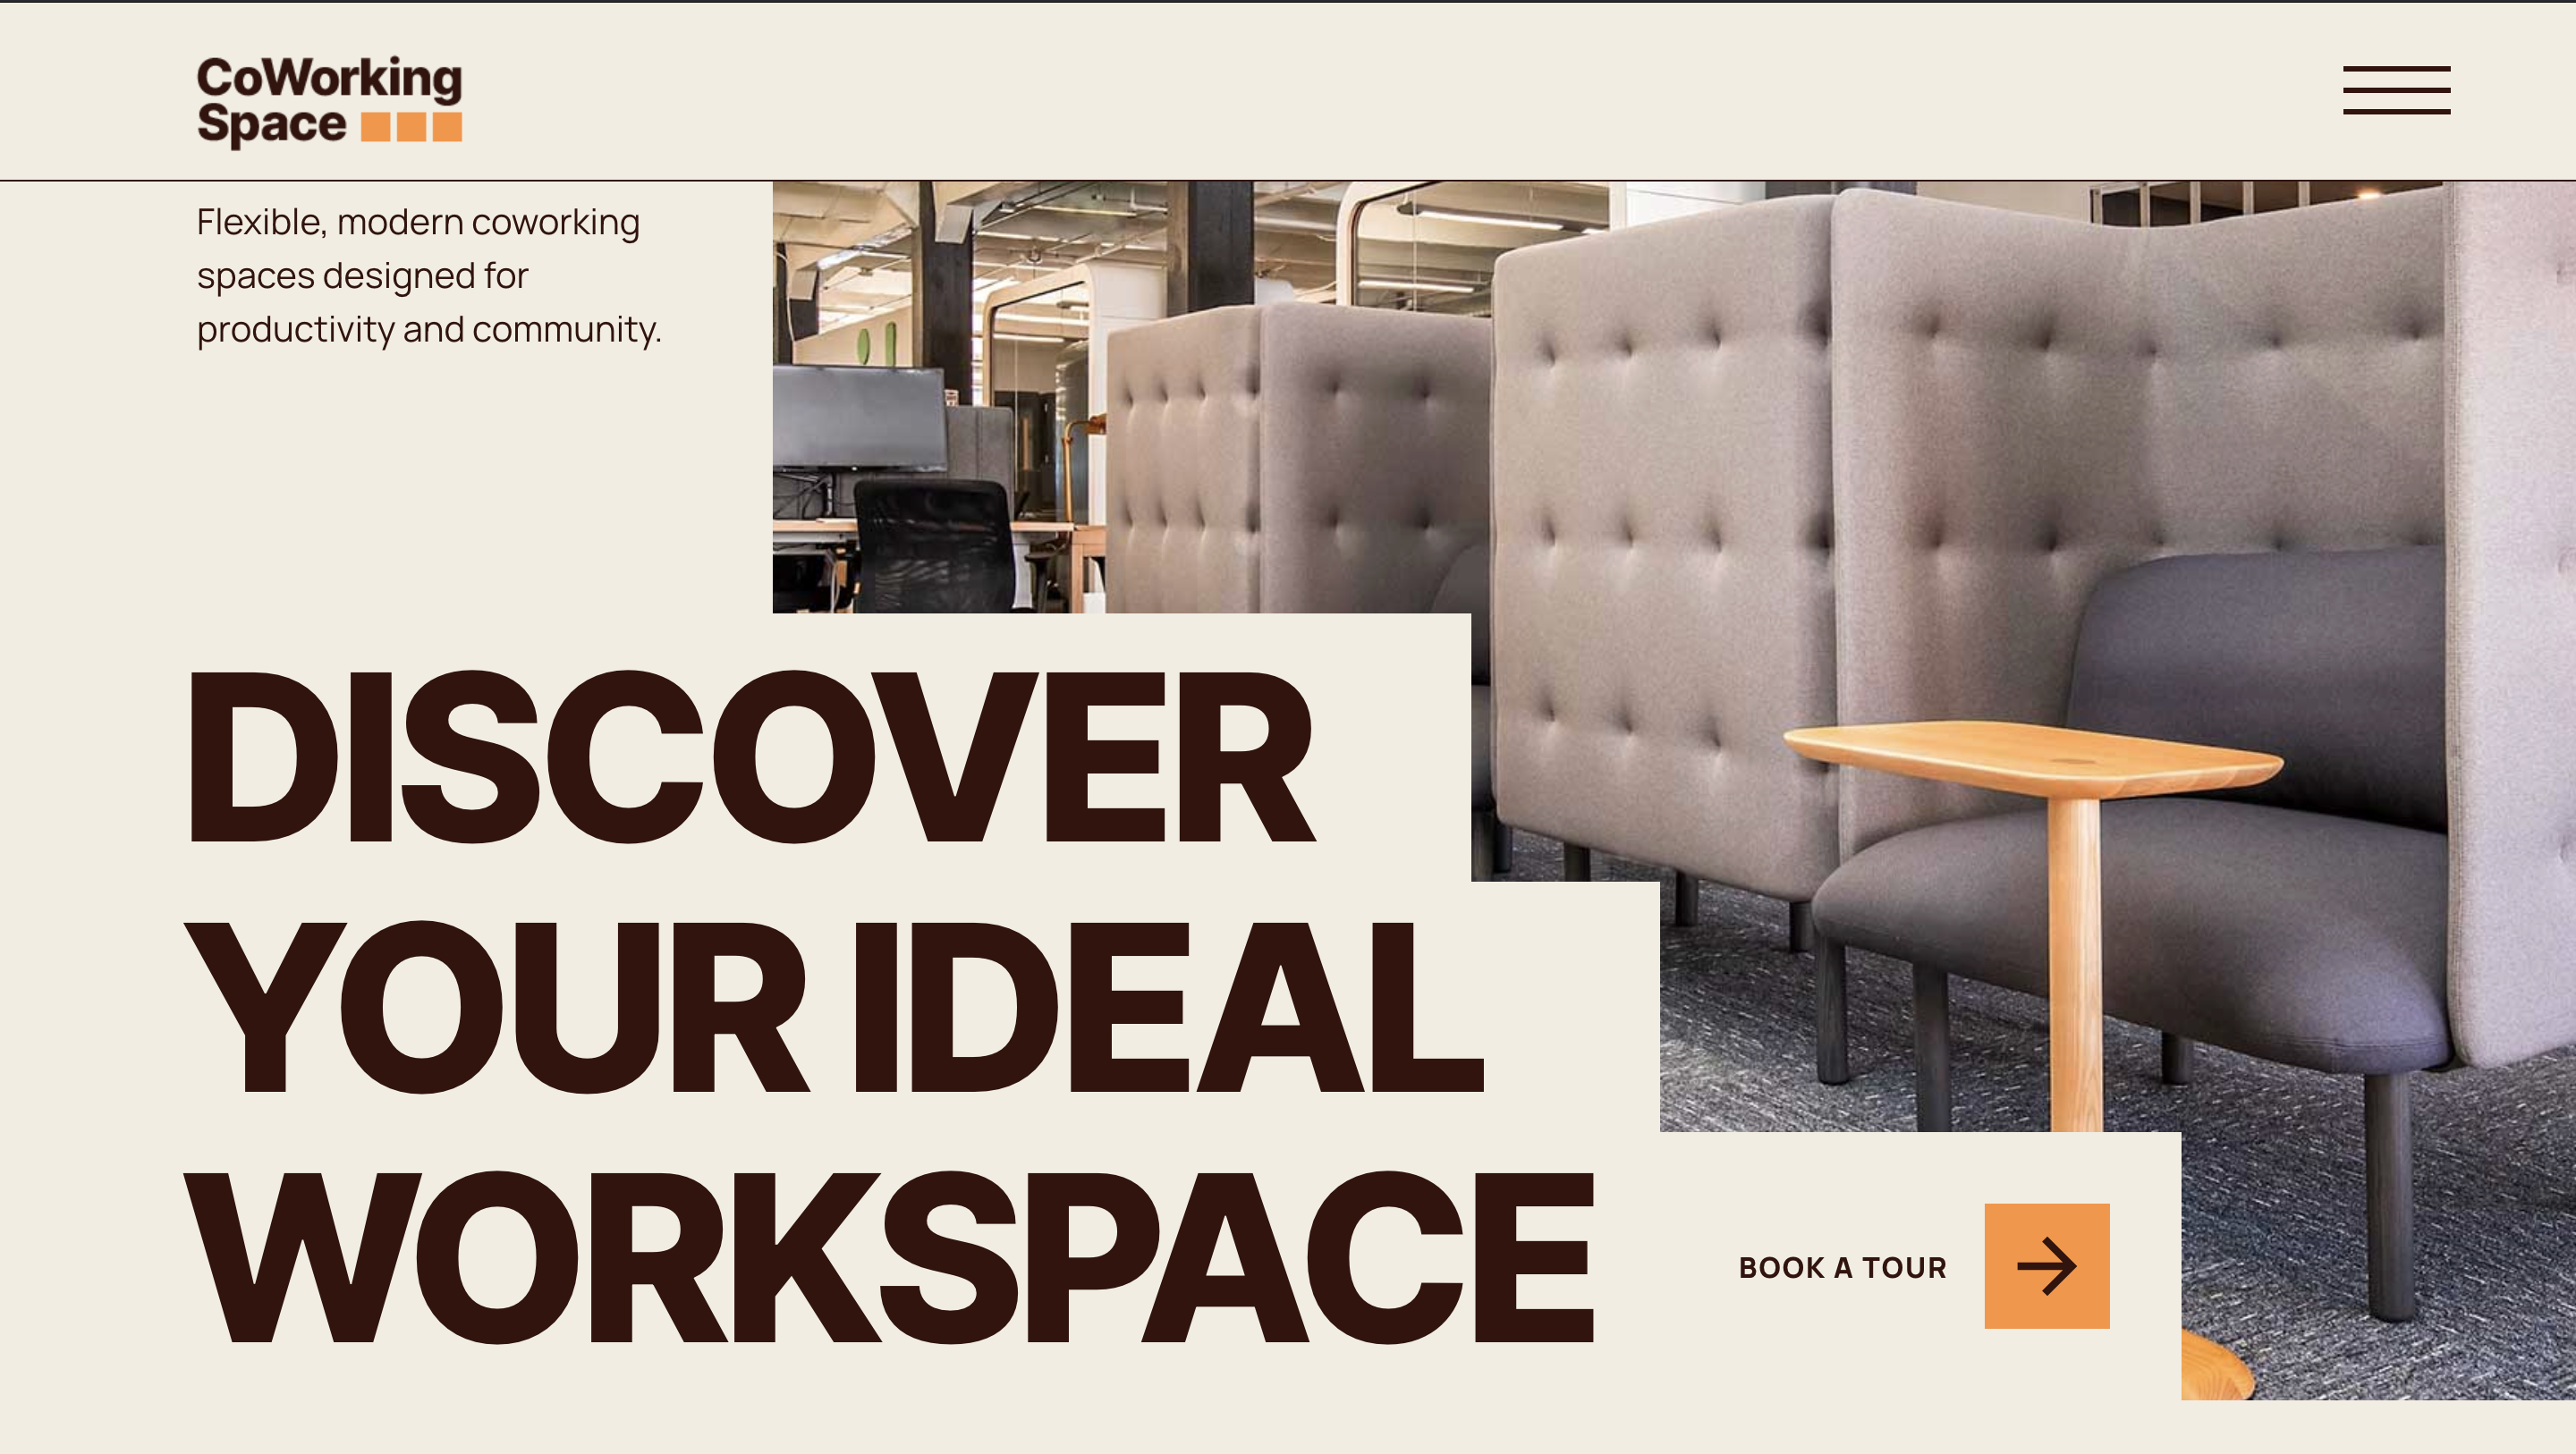 CoWorking
Space
Flexible, modern coworking
spaces designed for
productivity and community.
DISCOVER
YOUR IDEAL
WORKSPACE
BOOK A TOUR